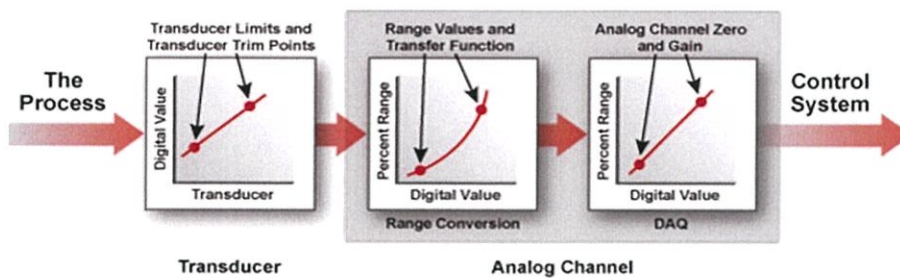 Transducer Limits and
Transducer Trim Points
Range Values and
Transfer Function
Analog Channel Zero
and Gain
The
Process
Control
System
Digital Value
Transducer
Percent Range
Digital Value
Percent Range
Digital Value
Range Conversion
DAQ
Transducer
Analog Channel